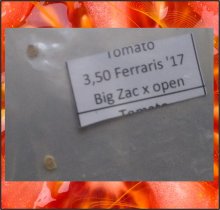 Tomato
3,50 Ferraris '17
Big Zac x open
Tomato